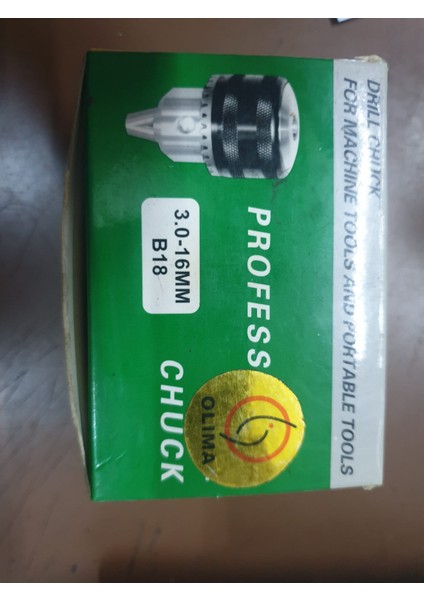 DRILL CHUCK
FOR MACHINE TOOLS AND PORTABLE TOOLS
PROFESS
CHUCK
3.0-16MM
B18
OLIMA